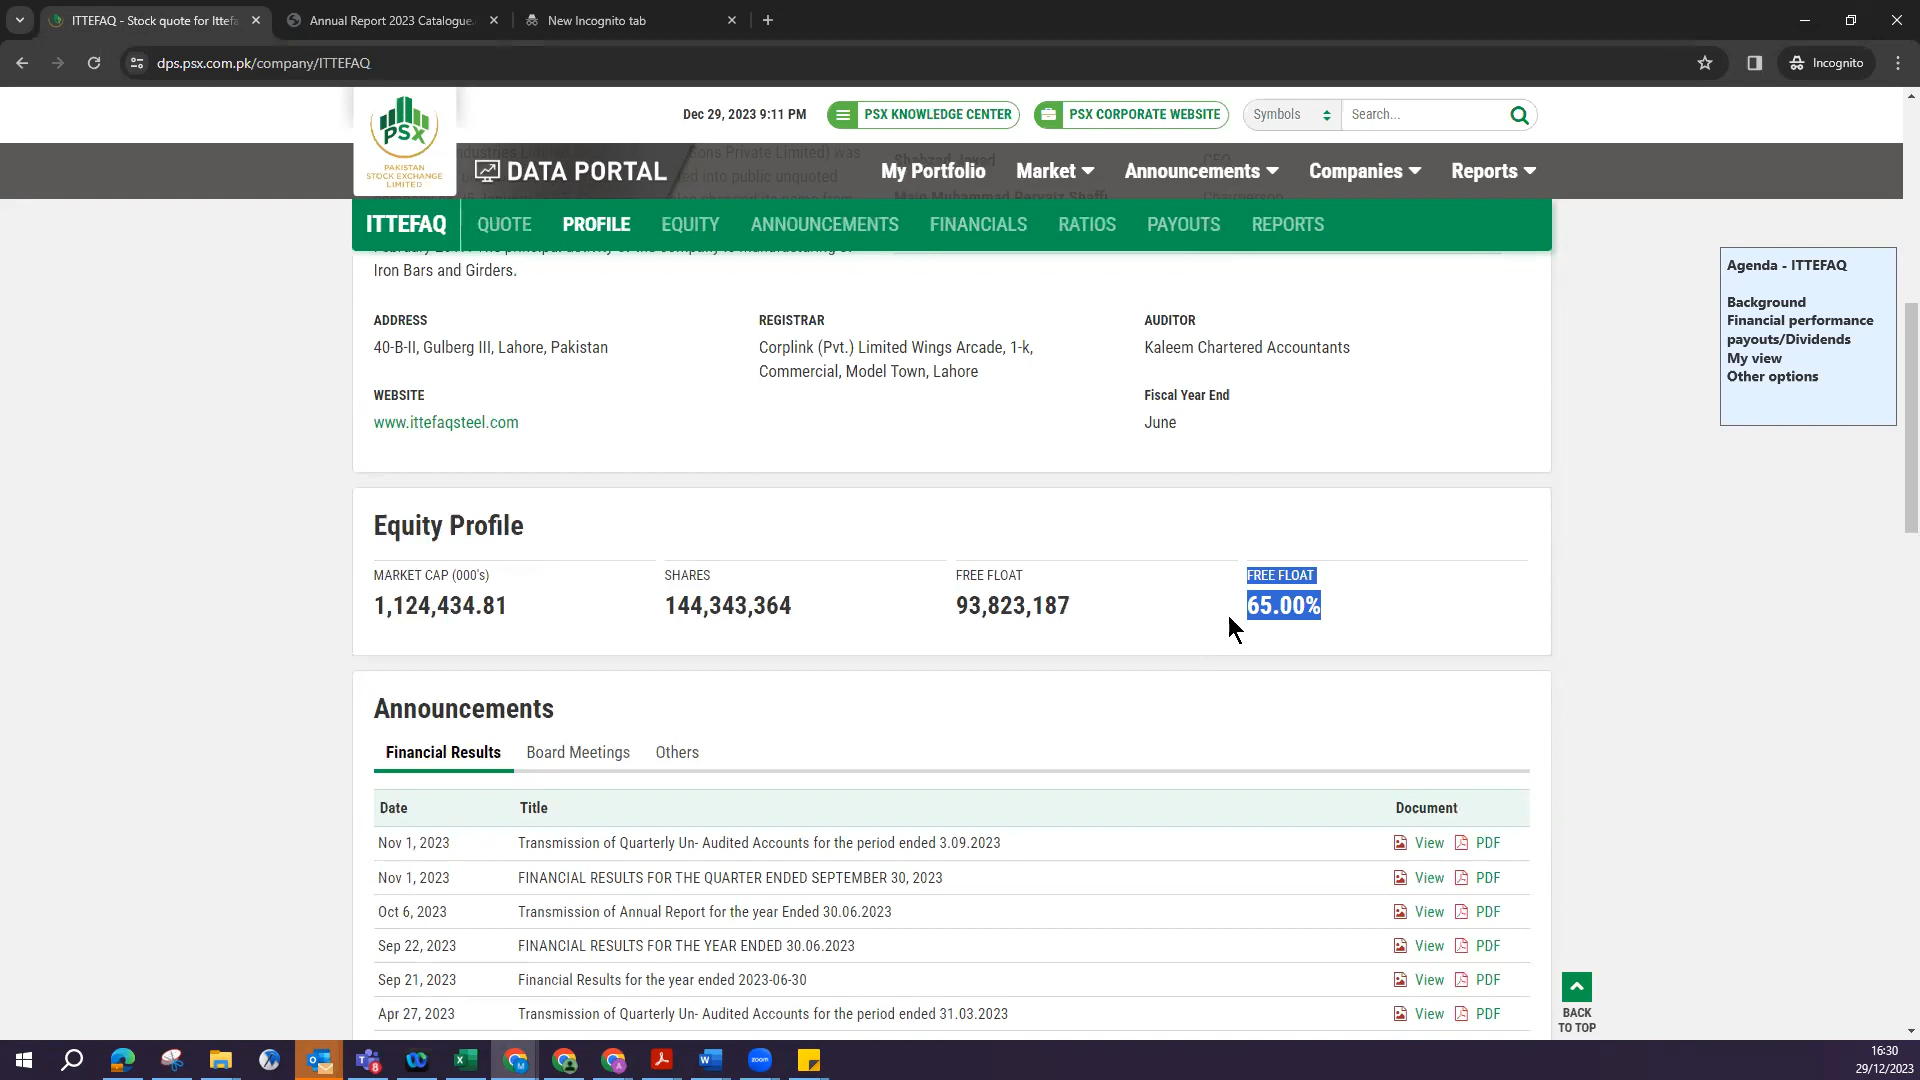 ITTEFAQ - Stock quote for Ittefa
Annual Report 2023 Catalogue.
New Incognito tab
dps.psx.com.pk/company/ITTEFAQ
Incognito
PSX
PAKISTAN
STOCK EXCHANGE
LIMITED
Dec 29, 2023 9:11 PM
PSX KNOWLEDGE CENTER
PSX CORPORATE WEBSITE
Symbols
Search...
DATA PORTAL
My Portfolio
Market
Announcements
Companies
Reports
ITTEFAQ
QUOTE
PROFILE
EQUITY
ANNOUNCEMENTS
FINANCIALS
RATIOS
PAYOUTS
REPORTS
Iron Bars and Girders.
ADDRESS
40-B-II, Gulberg III, Lahore, Pakistan
REGISTRAR
Corplink (Pvt.) Limited Wings Arcade, 1-k,
Commercial, Model Town, Lahore
AUDITOR
Kaleem Chartered Accountants
WEBSITE
www.ittefaqsteel.com
Fiscal Year End
June
Agenda - ITTEFAQ
Background
Financial performance
payouts/Dividends
My view
Other options
Equity Profile
MARKET CAP (000's)
1,124,434.81
SHARES
144,343,364
FREE FLOAT
93,823,187
FREE FLOAT
65.00%
Announcements
Financial Results
Board Meetings
Others
Date Title Document
Nov 1, 2023 Transmission of Quarterly Un- Audited Accounts for the period ended 3.09.2023 View PDF
Nov 1, 2023 FINANCIAL RESULTS FOR THE QUARTER ENDED SEPTEMBER 30, 2023 View PDF
Oct 6, 2023 Transmission of Annual Report for the year Ended 30.06.2023 View PDF
Sep 22, 2023 FINANCIAL RESULTS FOR THE YEAR ENDED 30.06.2023 View PDF
Sep 21, 2023 Financial Results for the year ended 2023-06-30 View PDF
Apr 27, 2023 Transmission of Quarterly Un- Audited Accounts for the period ended 31.03.2023 View PDF
BACK
TO TOP
16:30
29/12/2023